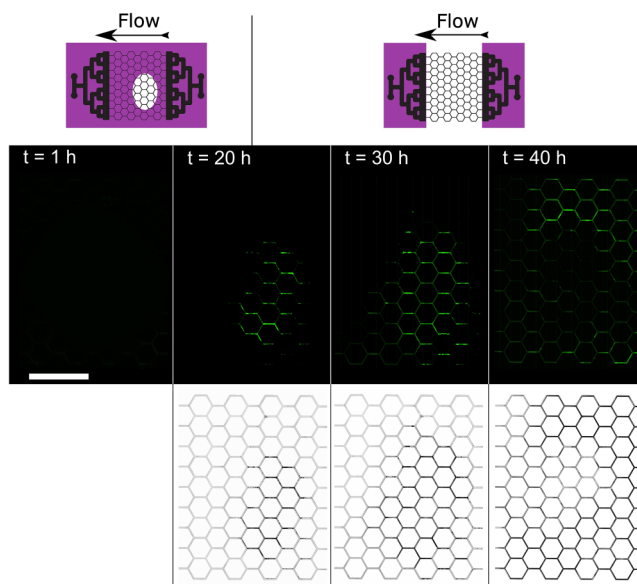 Flow
Flow
t = 1 h
t = 20 h
t = 30 h
t = 40 h